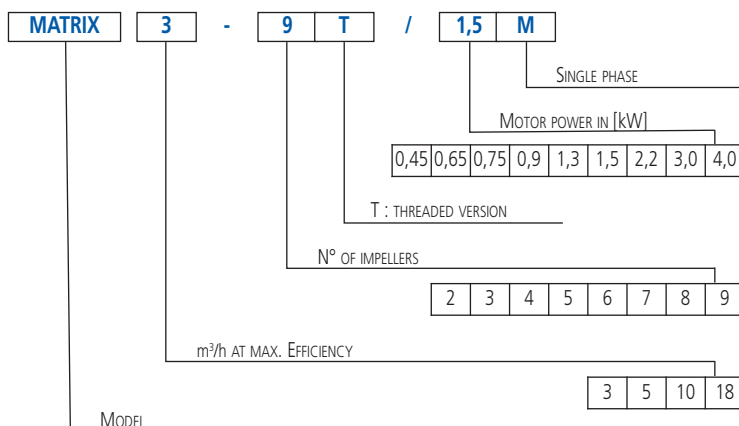 MATRIX 3 - 9 T / 1,5 M
SINGLE PHASE
MOTOR POWER IN [kW]
0,45 0,65 0,75 0,9 1,3 1,5 2,2 3,0 4,0
T : THREADED VERSION
N° OF IMPELLERS
2 3 4 5 6 7 8 9
m³/h AT MAX. EFFICIENCY
3 5 10 18
MODEL